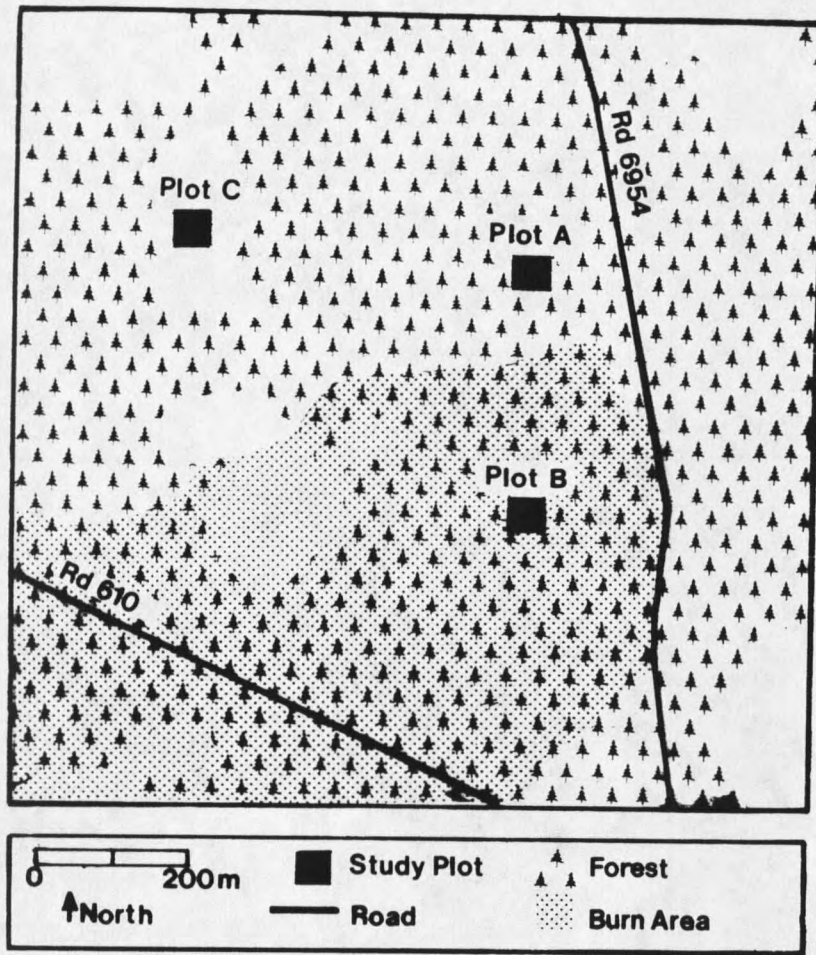 Rd 6954
Plot C
Plot A
Plot B
Rd 610
0 200m
Study Plot
Forest
North
Road
Burn Area